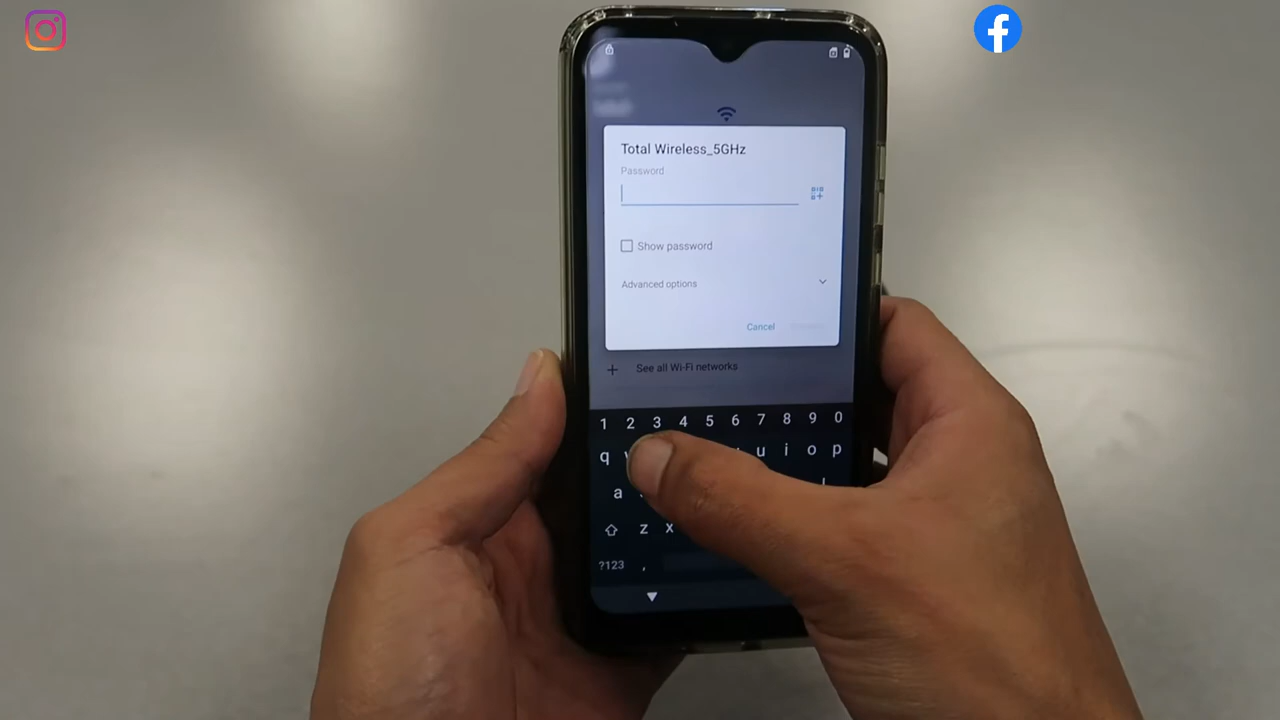 Total Wireless_5GHz
Password
Show password
Advanced options
Cancel
See all Wi-Fi networks
1 2 3 4 5 6 7 8 9 0
q u i o p
a
z x
?123 ,